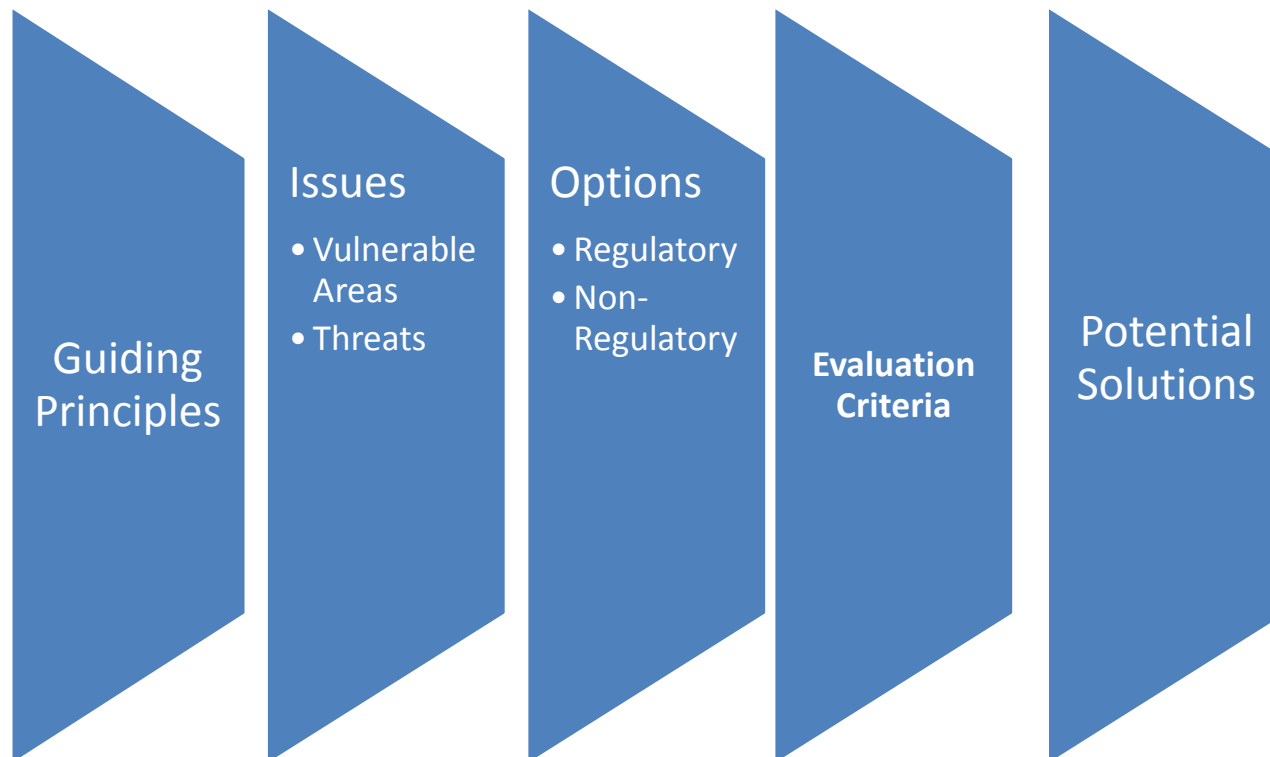 Guiding
Principles
Issues
• Vulnerable
Areas
• Threats
Options
• Regulatory
• Non-
Regulatory
Evaluation
Criteria
Potential
Solutions